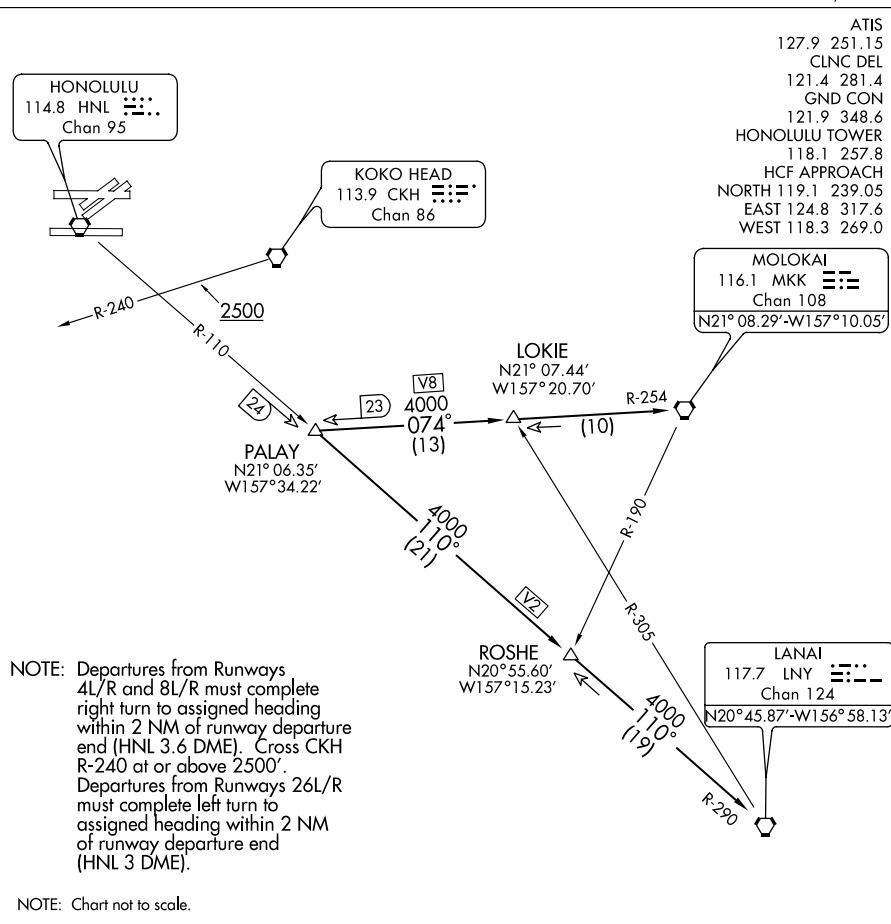 ATIS
127.9 251.15
CLNC DEL
121.4 281.4
GND CON
121.9 348.6
HONOLULU TOWER
118.1 257.8
HCF APPROACH
NORTH 119.1 239.05
EAST 124.8 317.6
WEST 118.3 269.0
HONOLULU
114.8 HNL
Chan 95
KOKO HEAD
113.9 CKH
Chan 86
MOLOKAI
116.1 MKK
Chan 108
N21° 08.29′-W157°10.05′
R-240
2500
R-110
LOKIE
N21° 07.44′
W157°20.70′
R-254
V8
24
23
4000
074°
(13)
(10)
PALAY
N21° 06.35′
W157°34.22′
4000
110°
(21)
R-190
V2
R-305
ROSHE
N20°55.60′
W157°15.23′
4000
110°
(19)
R-290
LANAI
117.7 LNY
Chan 124
N20°45.87′-W156°58.13′
NOTE: Departures from Runways
4L/R and 8L/R must complete
right turn to assigned heading
within 2 NM of runway departure
end (HNL 3.6 DME). Cross CKH
R-240 at or above 2500′.
Departures from Runways 26L/R
must complete left turn to
assigned heading within 2 NM
of runway departure end
(HNL 3 DME).
NOTE: Chart not to scale.